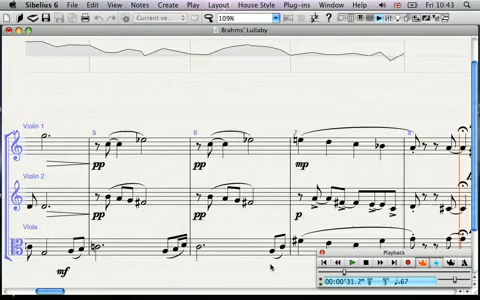 Sibelius 6 File Edit View Notes Create Play Layout House Style Plug-ins Window Help Fri 10:43
109%
Brahms' Lullaby
Violin 1 5 6 7 8
pp pp mp
Violin 2
pp pp p
Viola
mf
Playback
00:00'31.2" ♩=67